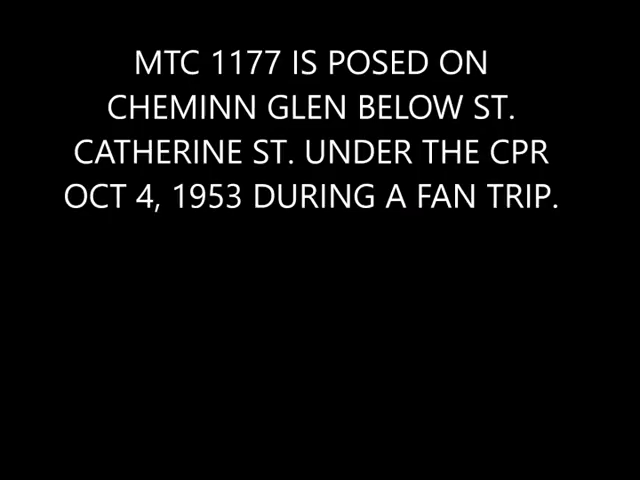 MTC 1177 IS POSED ON
CHEMINN GLEN BELOW ST.
CATHERINE ST. UNDER THE CPR
OCT 4, 1953 DURING A FAN TRIP.